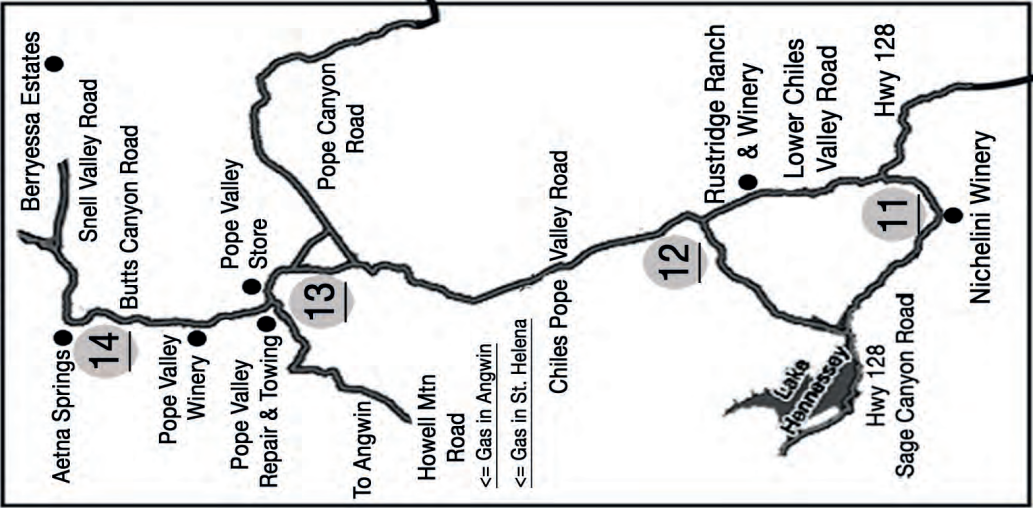 Berryessa Estates
Snell Valley Road
Butts Canyon Road
Aetna Springs
14
Pope Valley
Winery
Pope Valley
Store
Pope Valley
Repair & Towing
13
Pope Canyon
Road
To Angwin
Howell Mtn
Road
<= Gas in Angwin
<= Gas in St. Helena
Chiles Pope Valley Road
12
Rustridge Ranch
& Winery
Lower Chiles
Valley Road
Hwy 128
11
Nichelini Winery
Lake
Hennessey
Hwy 128
Sage Canyon Road